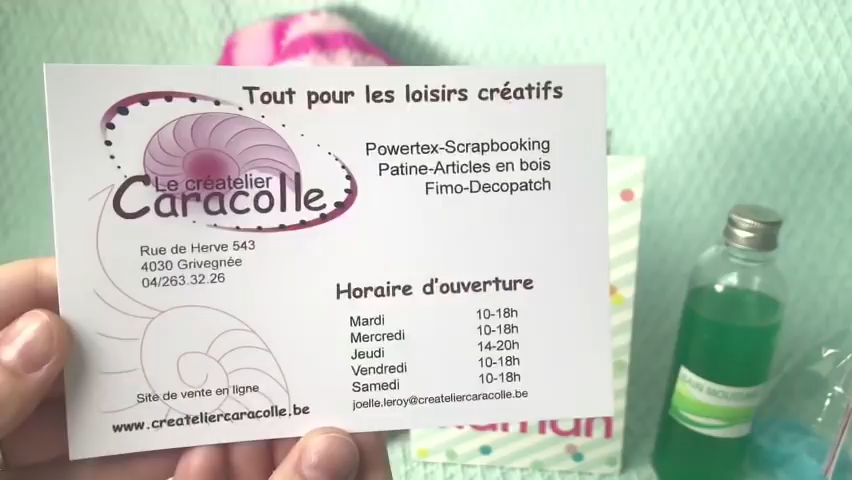 Tout pour les loisirs créatifs
Le créatelier
Caracolle
Powertex-Scrapbooking
Patine-Articles en bois
Fimo-Decopatch
Rue de Herve 543
4030 Grivegnée
04/263.32.26
Horaire d'ouverture
Mardi 10-18h
Mercredi 10-18h
Jeudi 14-20h
Vendredi 10-18h
Samedi 10-18h
joelle.leroy@createliercaracolle.be
Site de vente en ligne
www.createliercaracolle.be